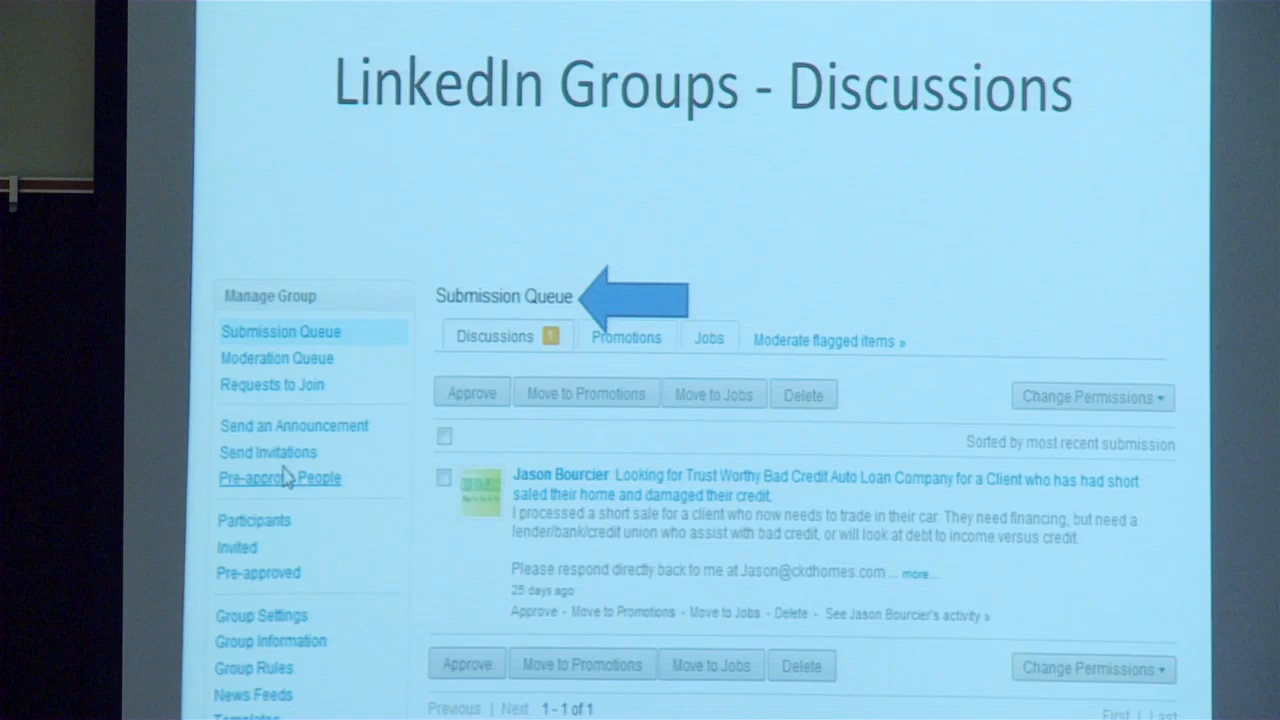 LinkedIn Groups - Discussions
Manage Group
Submission Queue
Moderation Queue
Requests to Join
Send an Announcement
Send Invitations
Pre-approve People
Participants
Invited
Pre-approved
Group Settings
Group Information
Group Rules
News Feeds
Templates
Submission Queue
Discussions 1
Promotions
Jobs
Moderate flagged items »
Approve
Move to Promotions
Move to Jobs
Delete
Change Permissions
Sorted by most recent submission
Jason Bourcier Looking for Trust Worthy Bad Credit Auto Loan Company for a Client who has had short
saled their home and damaged their credit.
I processed a short sale for a client who now needs to trade in their car. They need financing, but need a
lender/bank/credit union who assist with bad credit, or will look at debt to income versus credit.
Please respond directly back to me at Jason@ckdhomes.com ... more...
25 days ago
Approve - Move to Promotions - Move to Jobs - Delete - See Jason Bourcier's activity »
Approve
Move to Promotions
Move to Jobs
Delete
Change Permissions
Previous | Next 1 - 1 of 1
First | Last